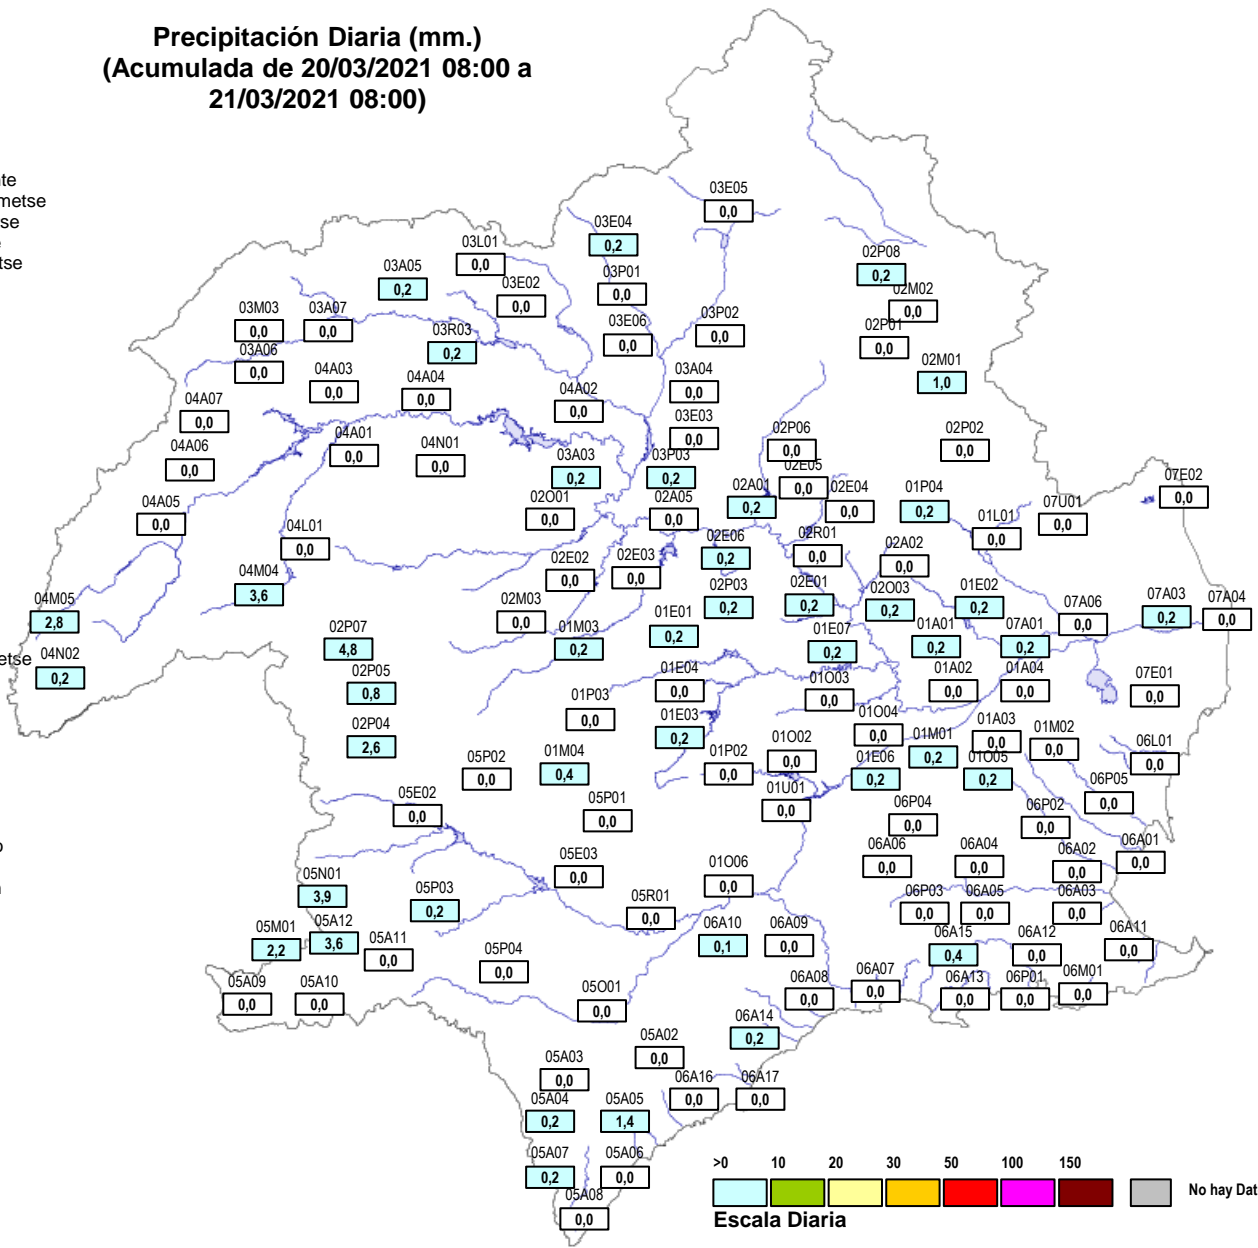 Precipitación Diaria (mm.)
(Acumulada de 20/03/2021 08:00 a
21/03/2021 08:00)
te
metse
se
tse
etse
03E05
0,0
03E04
0,2
03L01
0,0
02P08
0,2
03A05
0,2
03P01
0,0
03E02
0,0
02M02
0,0
03M03
0,0
03A07
0,0
03P02
0,0
03E06
0,0
03R03
0,2
02P01
0,0
03A06
0,0
02M01
1,0
04A03
0,0
04A04
0,0
03A04
0,0
04A02
0,0
04A07
0,0
03E03
0,0
02P06
0,0
02P02
0,0
04A01
0,0
04A06
0,0
04N01
0,0
03A03
0,2
03P03
0,2
02E05
0,0
07E02
0,0
02A01
0,2
02E04
0,0
01P04
0,2
04A05
0,0
02O01
0,0
02A05
0,0
07U01
0,0
01L01
0,0
04L01
0,0
02E06
0,2
02R01
0,0
02A02
0,0
02E02
0,0
02E03
0,0
04M04
3,6
02P03
0,2
02E01
0,2
02O03
0,2
01E02
0,2
07A03
0,2
07A04
0,0
04M05
2,8
02M03
0,0
07A06
0,0
01E01
0,2
02P07
4,8
01M03
0,2
01E07
0,2
01A01
0,2
07A01
0,2
04N02
0,2
02P05
0,8
01E04
0,0
01O03
0,0
01A02
0,0
01A04
0,0
07E01
0,0
01P03
0,0
02P04
2,6
01E03
0,2
01O04
0,0
01A03
0,0
01M02
0,0
05P02
0,0
01M04
0,4
01P02
0,0
01O02
0,0
01M01
0,2
06L01
0,0
01E06
0,2
01O05
0,2
05E02
0,0
05P01
0,0
01U01
0,0
06P05
0,0
06P04
0,0
06P02
0,0
05E03
0,0
01O06
0,0
06A06
0,0
06A04
0,0
06A02
0,0
06A01
0,0
05N01
3,9
05P03
0,2
05R01
0,0
06P03
0,0
06A05
0,0
06A03
0,0
05M01
2,2
05A12
3,6
05A11
0,0
06A10
0,1
06A09
0,0
06A15
0,4
06A12
0,0
06A11
0,0
05P04
0,0
05A09
0,0
05A10
0,0
05O01
0,0
06A08
0,0
06A07
0,0
06A13
0,0
06P01
0,0
06M01
0,0
06A14
0,2
05A02
0,0
05A03
0,0
06A16
0,0
06A17
0,0
05A04
0,2
05A05
1,4
05A07
0,2
05A06
0,0
05A08
0,0
>0 10 20 30 50 100 150
No hay Dat
Escala Diaria